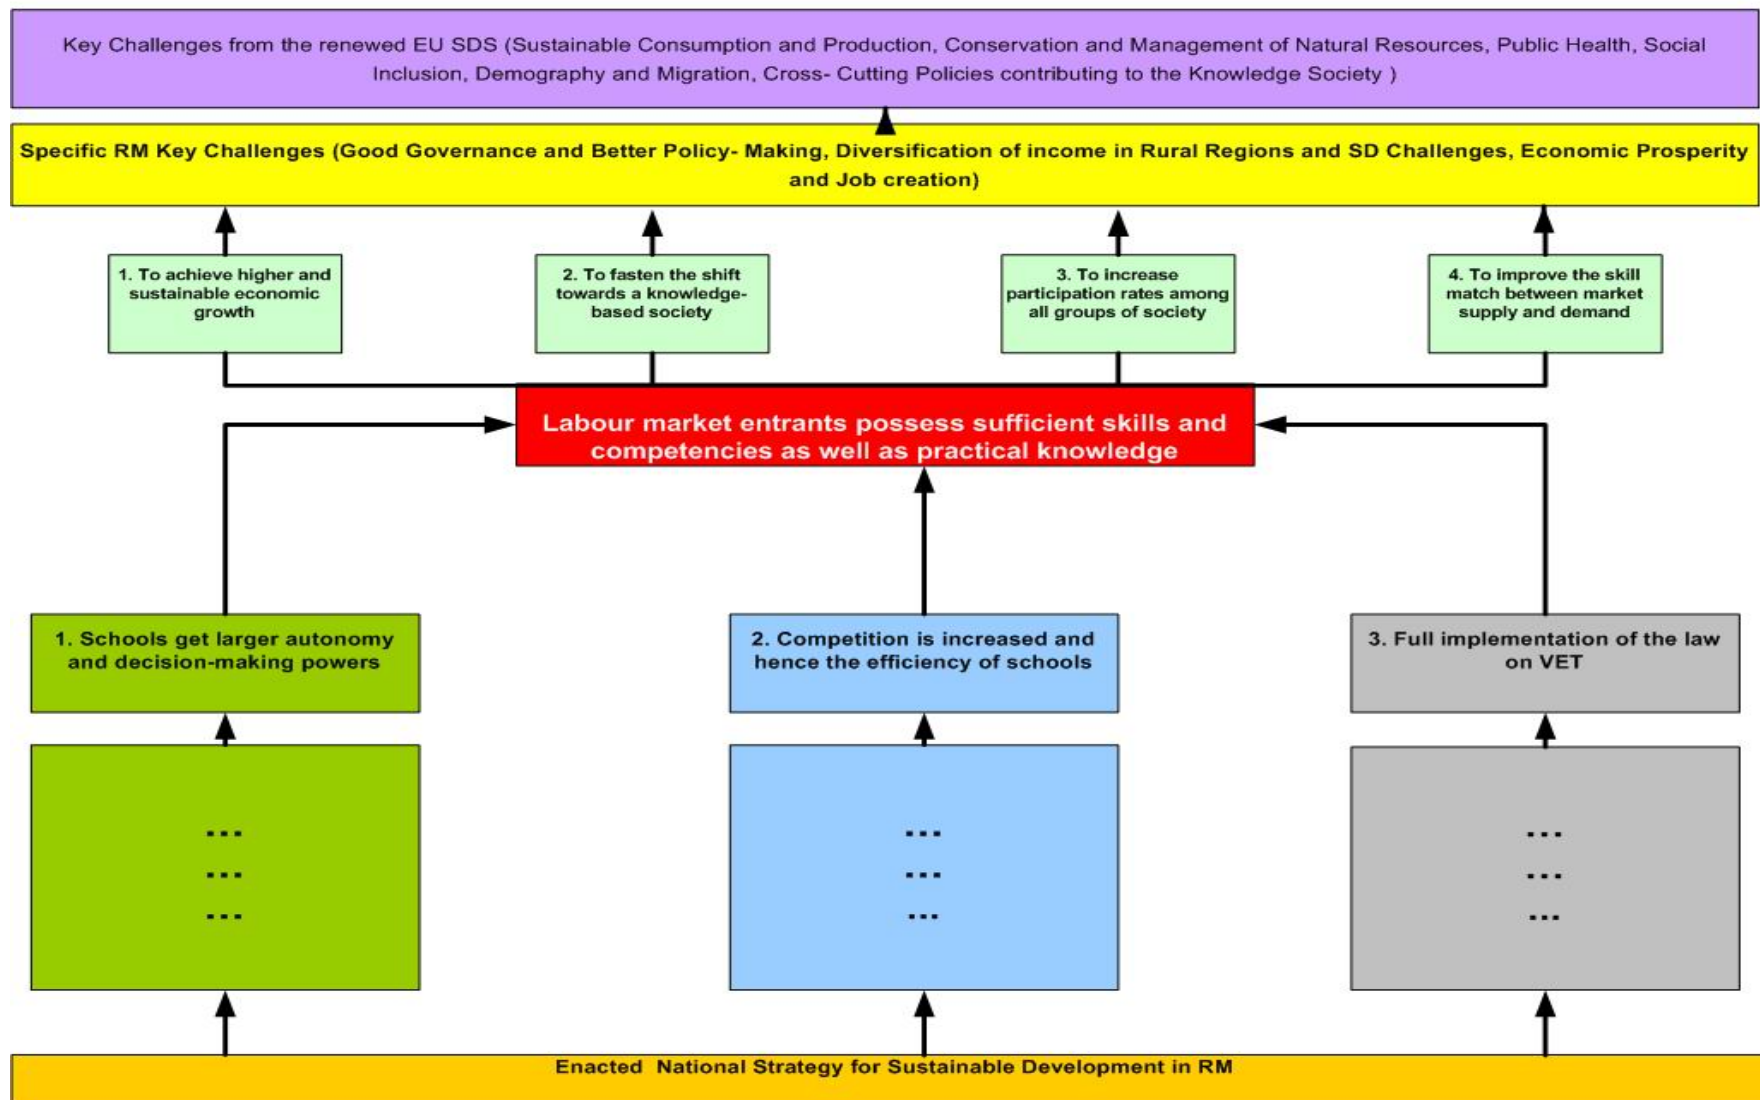 Key Challenges from the renewed EU SDS (Sustainable Consumption and Production, Conservation and Management of Natural Resources, Public Health, Social
Inclusion, Demography and Migration, Cross- Cutting Policies contributing to the Knowledge Society )
Specific RM Key Challenges (Good Governance and Better Policy- Making, Diversification of income in Rural Regions and SD Challenges, Economic Prosperity
and Job creation)
1. To achieve higher and
sustainable economic
growth
2. To fasten the shift
towards a knowledge-
based society
3. To increase
participation rates among
all groups of society
4. To improve the skill
match between market
supply and demand
Labour market entrants possess sufficient skills and
competencies as well as practical knowledge
1. Schools get larger autonomy
and decision-making powers
2. Competition is increased and
hence the efficiency of schools
3. Full implementation of the law
on VET
...
...
...
...
...
...
...
...
...
Enacted  National Strategy for Sustainable Development in RM